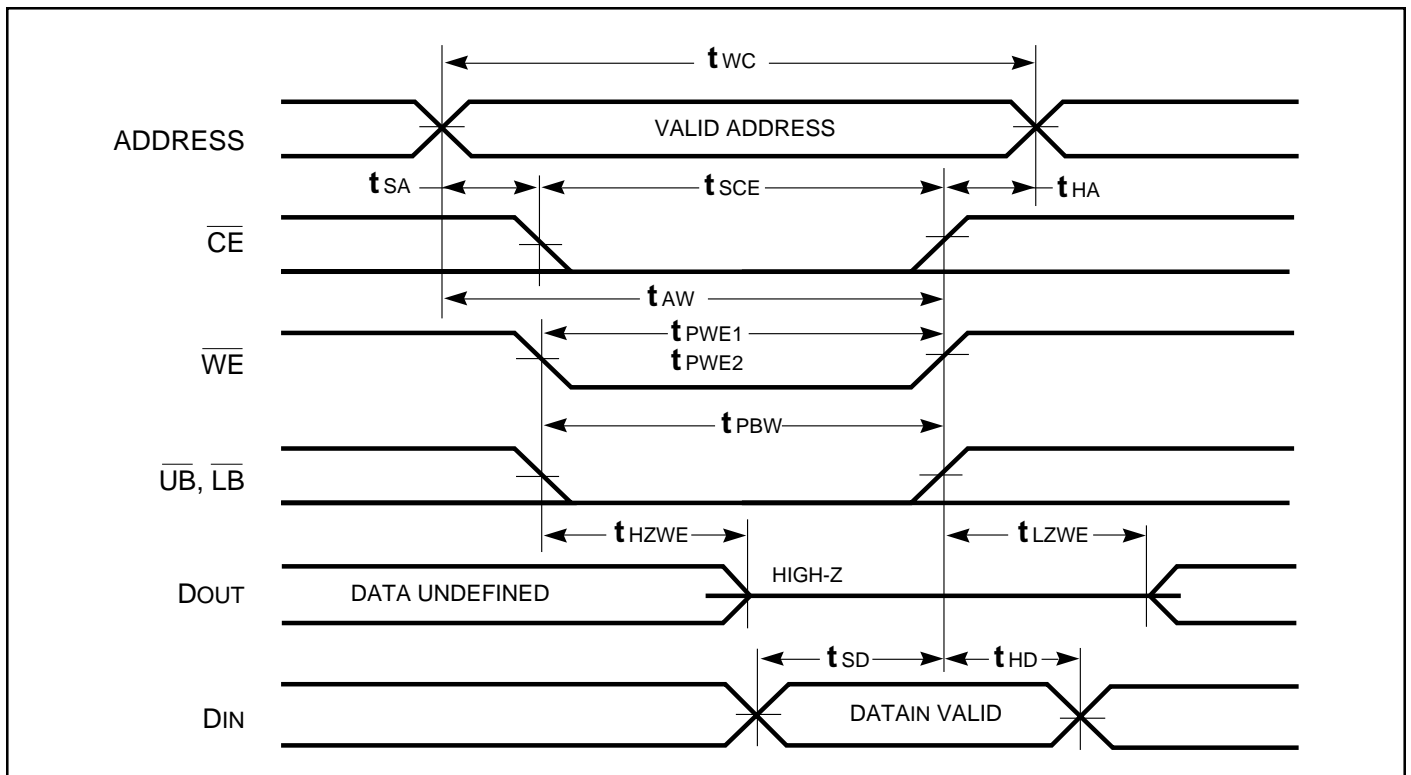 tWC
ADDRESS
VALID ADDRESS
tSA
tSCE
tHA
CE
tAW
tPWE1
WE
tPWE2
tPBW
UB, LB
tHZWE
tLZWE
HIGH-Z
DOUT
DATA UNDEFINED
tSD
tHD
DIN
DATAIN VALID